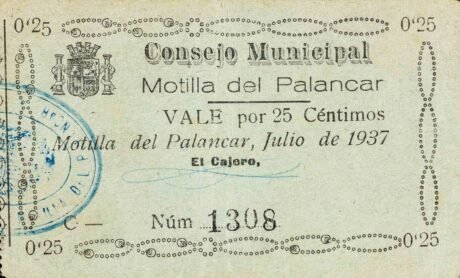 0'25 0'25
Consejo Municipal
Motilla del Palancar
VALE por 25 Céntimos
Motilla del Palancar, Julio de 1937
El Cajero,
C — Núm 1308
0'25 0'25